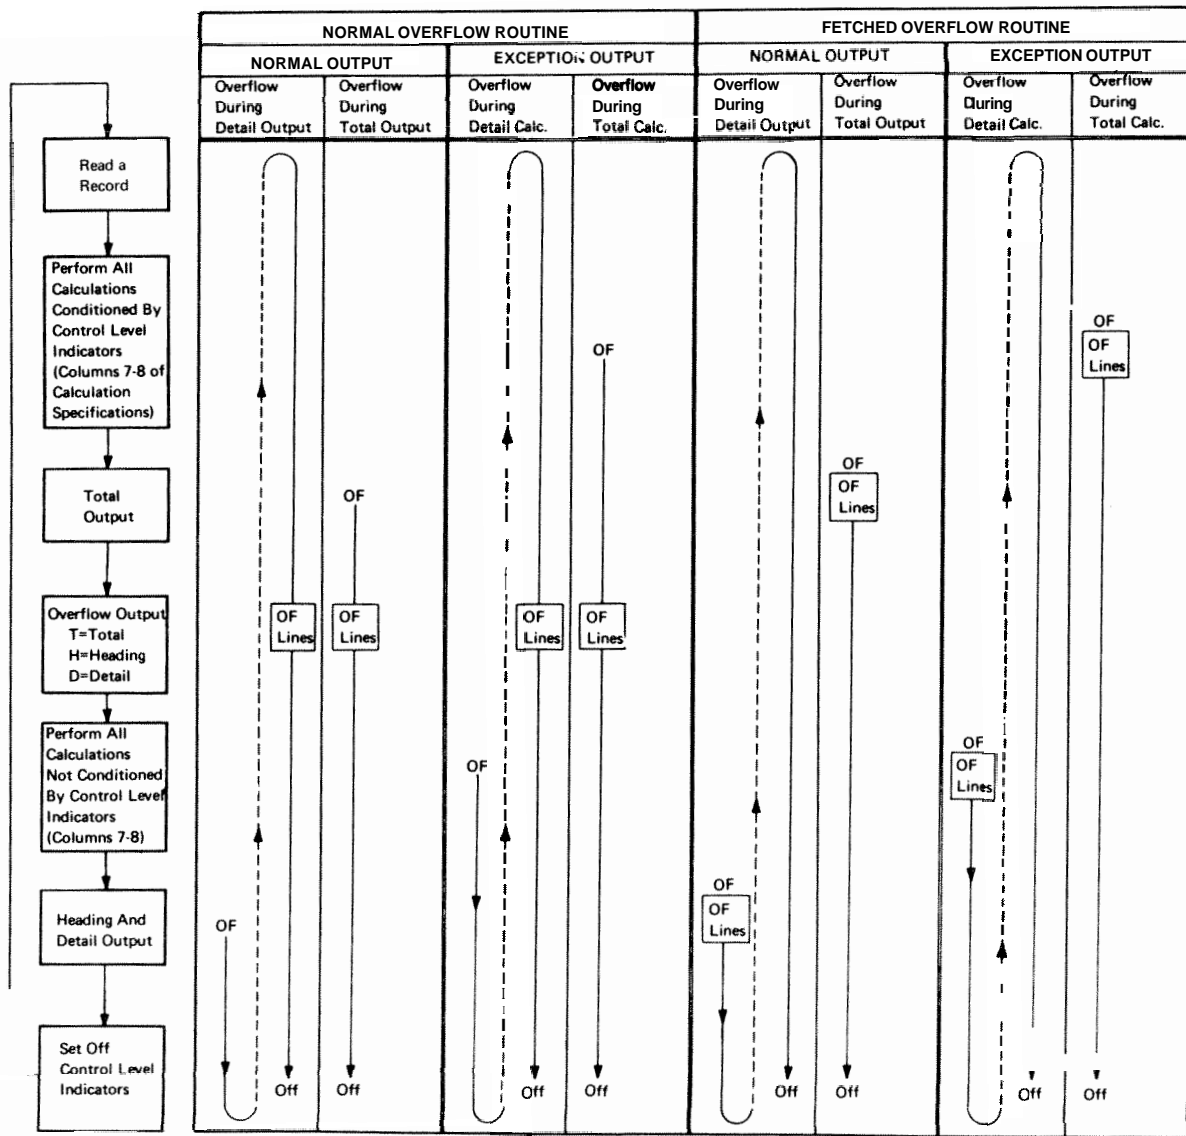 NORMAL OVERFLOW ROUTINE
FETCHED OVERFLOW ROUTINE
NORMAL OUTPUT
EXCEPTION OUTPUT
NORMAL OUTPUT
EXCEPTION OUTPUT
Overflow
During
Detail Output
Overflow
During
Total Output
Overflow
During
Detail Calc.
Overflow
During
Total Calc.
Overflow
During
Detail Output
Overflow
During
Total Output
Overflow
During
Detail Calc.
Overflow
During
Total Calc.
Read a
Record
Perform All
Calculations
Conditioned By
Control Level
Indicators
(Columns 7-8 of
Calculation
Specifications)
Total
Output
Overflow Output
T=Total
H=Heading
D=Detail
Perform All
Calculations
Not Conditioned
By Control Level
Indicators
(Columns 7-8)
Heading And
Detail Output
Set Off
Control Level
Indicators
OF
OF
Lines
Off
OF
OF
Lines
Off
OF
OF
Lines
Off
OF
OF
Lines
Off
OF
OF
Lines
Off
OF
OF
Lines
Off
OF
OF
Lines
Off
OF
OF
Lines
Off